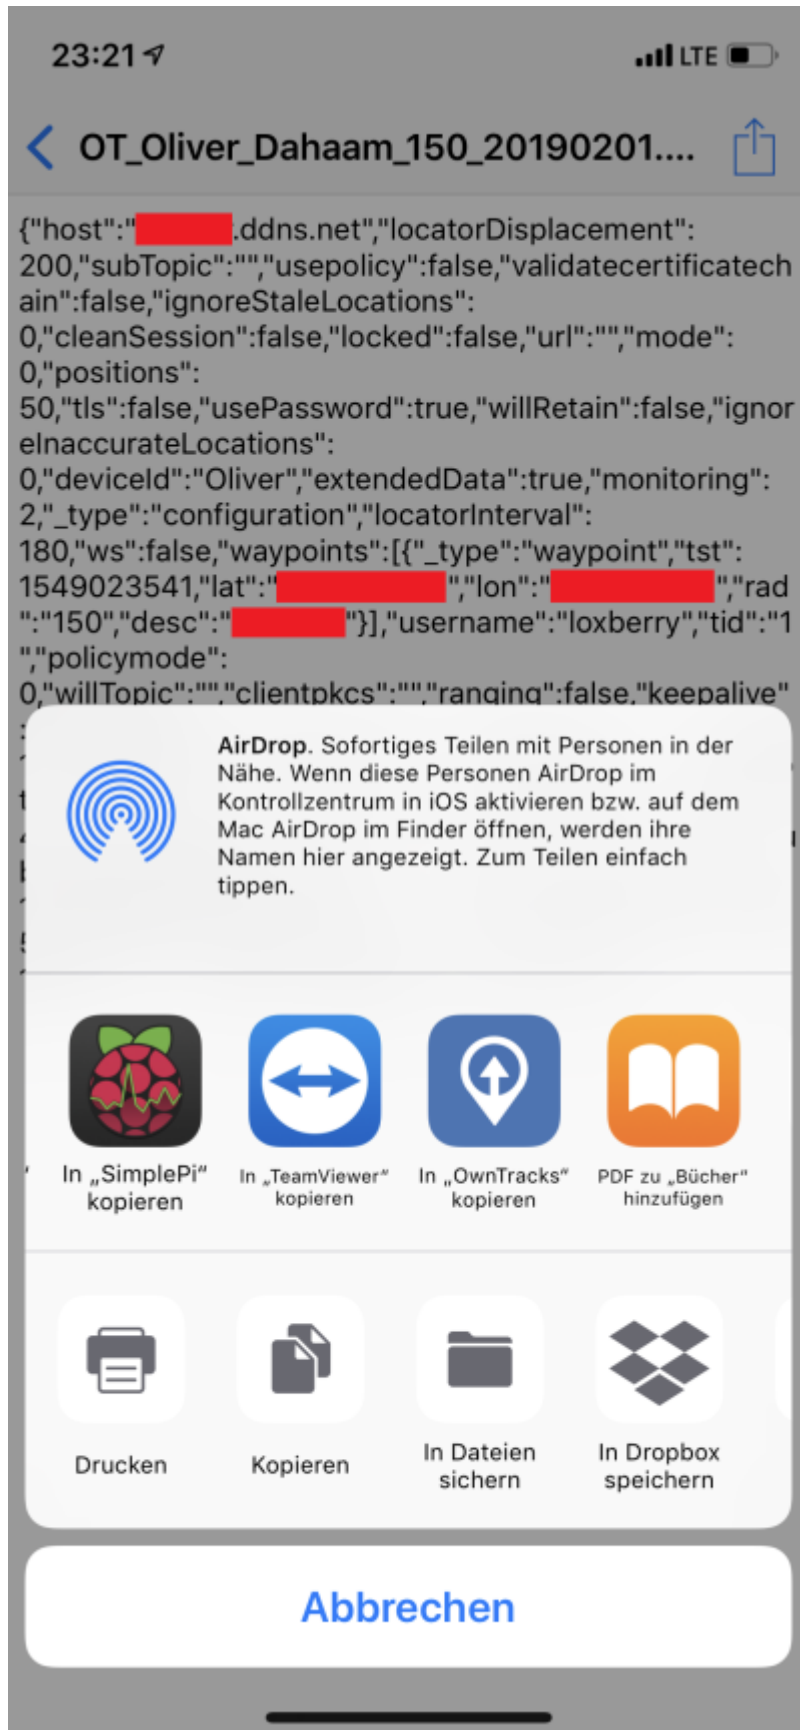 23:21
LTE
OT_Oliver_Dahaam_150_20190201....
{"host":" .ddns.net","locatorDisplacement":
200,"subTopic":"","usepolicy":false,"validatecertificatech
ain":false,"ignoreStaleLocations":
0,"cleanSession":false,"locked":false,"url":"","mode":
0,"positions":
50,"tls":false,"usePassword":true,"willRetain":false,"ignor
eInaccurateLocations":
0,"deviceId":"Oliver","extendedData":true,"monitoring":
2,"_type":"configuration","locatorInterval":
180,"ws":false,"waypoints":[{"_type":"waypoint","tst":
1549023541,"lat":" ","lon":" ","rad
":"150","desc":" "}],"username":"loxberry","tid":"1
","policymode":
0,"willTopic":"","clientpkcs":"","ranging":false,"keepalive"
AirDrop. Sofortiges Teilen mit Personen in der
Nähe. Wenn diese Personen AirDrop im
Kontrollzentrum in iOS aktivieren bzw. auf dem
Mac AirDrop im Finder öffnen, werden ihre
Namen hier angezeigt. Zum Teilen einfach
tippen.
In „SimplePi“
kopieren
In „TeamViewer“
kopieren
In „OwnTracks“
kopieren
PDF zu „Bücher“
hinzufügen
Drucken
Kopieren
In Dateien
sichern
In Dropbox
speichern
Abbrechen